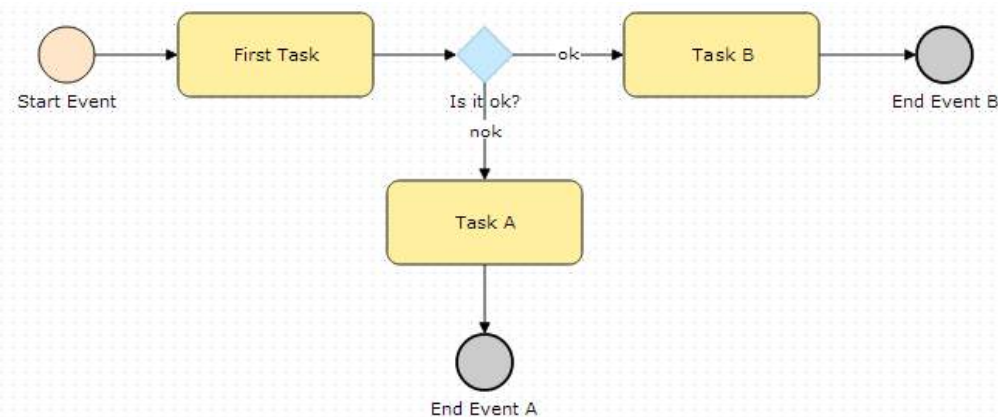 First Task
ok
Task B
Start Event
Is it ok?
End Event B
nok
Task A
End Event A